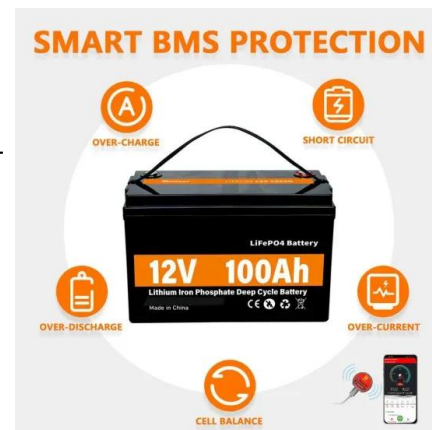 SMART BMS PROTECTION
A
OVER-CHARGE
SHORT CIRCUIT
LiFePO4 Battery
12V 100Ah
Lithium Iron Phosphate Deep Cycle Battery
Made in China
CE
OVER-DISCHARGE
OVER-CURRENT
CELL BALANCE